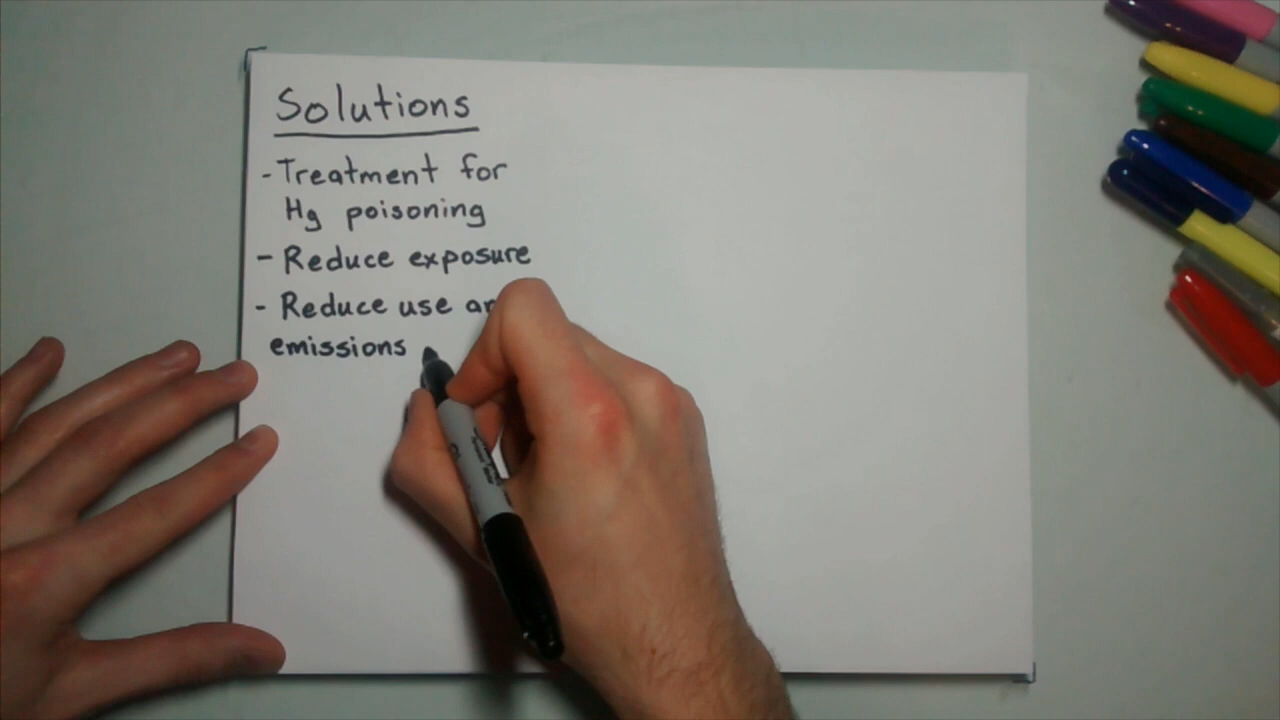 Solutions
- Treatment for
Hg poisoning
- Reduce exposure
- Reduce use
emissions